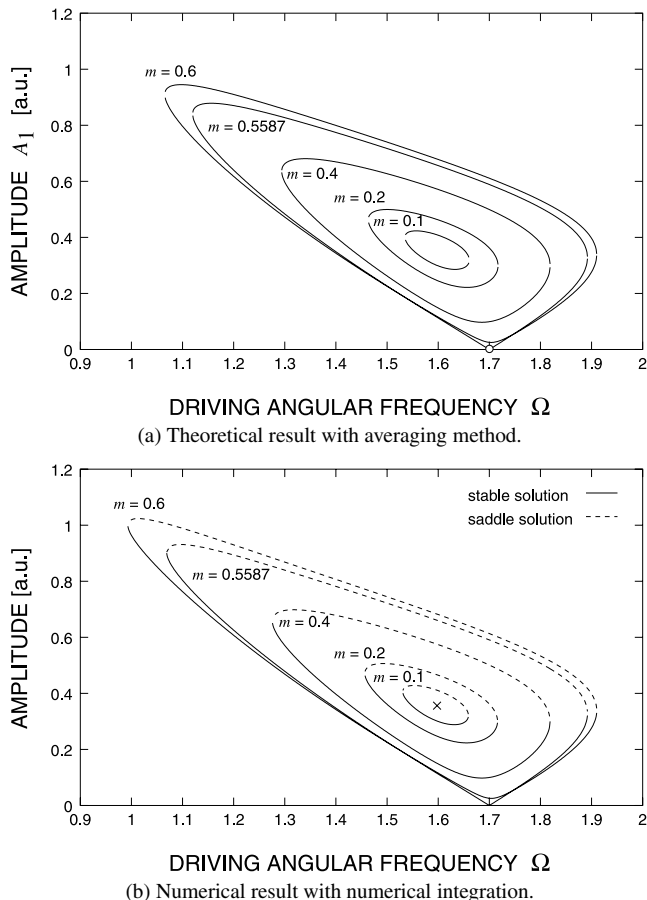 1.2
1
0.8
0.6
0.4
0.2
0
AMPLITUDE A1 [a.u.]
m = 0.6
m = 0.5587
m = 0.4
m = 0.2
m = 0.1
0.9 1 1.1 1.2 1.3 1.4 1.5 1.6 1.7 1.8 1.9 2
DRIVING ANGULAR FREQUENCY Ω
(a) Theoretical result with averaging method.
1.2
1
0.8
0.6
0.4
0.2
0
AMPLITUDE [a.u.]
stable solution
saddle solution
m = 0.6
m = 0.5587
m = 0.4
m = 0.2
m = 0.1
0.9 1 1.1 1.2 1.3 1.4 1.5 1.6 1.7 1.8 1.9 2
DRIVING ANGULAR FREQUENCY Ω
(b) Numerical result with numerical integration.